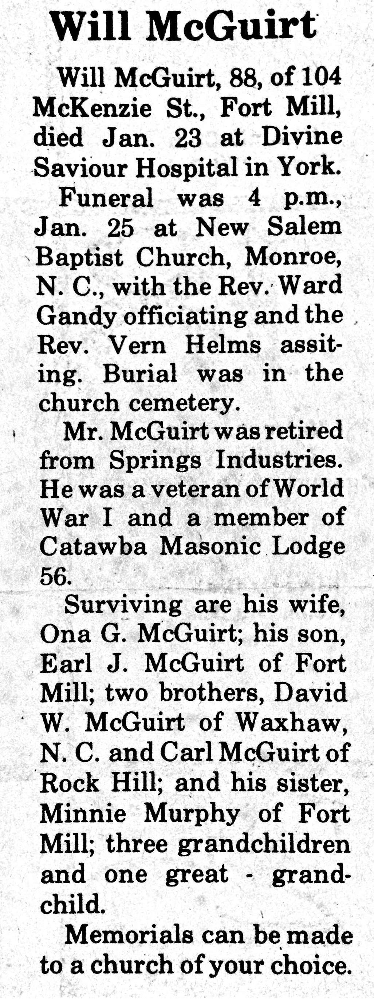 Will McGuirt
Will McGuirt, 88, of 104
McKenzie St., Fort Mill,
died Jan. 23 at Divine
Saviour Hospital in York.
Funeral was 4 p.m.,
Jan. 25 at New Salem
Baptist Church, Monroe,
N. C., with the Rev. Ward
Gandy officiating and the
Rev. Vern Helms assit-
ing. Burial was in the
church cemetery.
Mr. McGuirt was retired
from Springs Industries.
He was a veteran of World
War I and a member of
Catawba Masonic Lodge
56.
Surviving are his wife,
Ona G. McGuirt; his son,
Earl J. McGuirt of Fort
Mill; two brothers, David
W. McGuirt of Waxhaw,
N. C. and Carl McGuirt of
Rock Hill; and his sister,
Minnie Murphy of Fort
Mill; three grandchildren
and one great - grand-
child.
Memorials can be made
to a church of your choice.